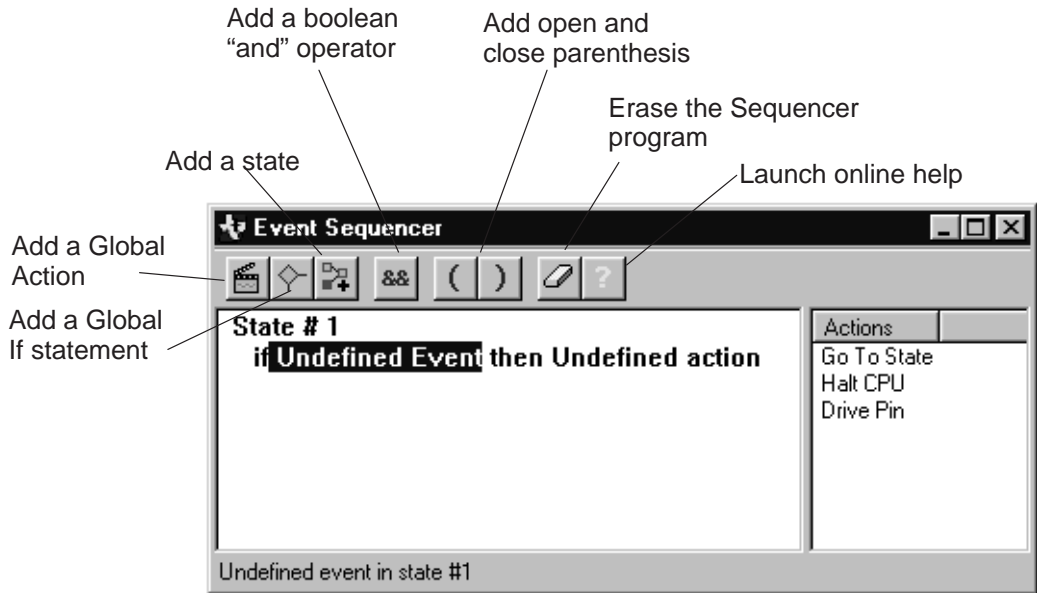 Add a boolean
“and” operator
Add open and
close parenthesis
Erase the Sequencer
program
Add a state
Launch online help
Add a Global
Action
Add a Global
If statement
Event Sequencer
&& ( ) ?
State # 1
if Undefined Event then Undefined action
Actions
Go To State
Halt CPU
Drive Pin
Undefined event in state #1